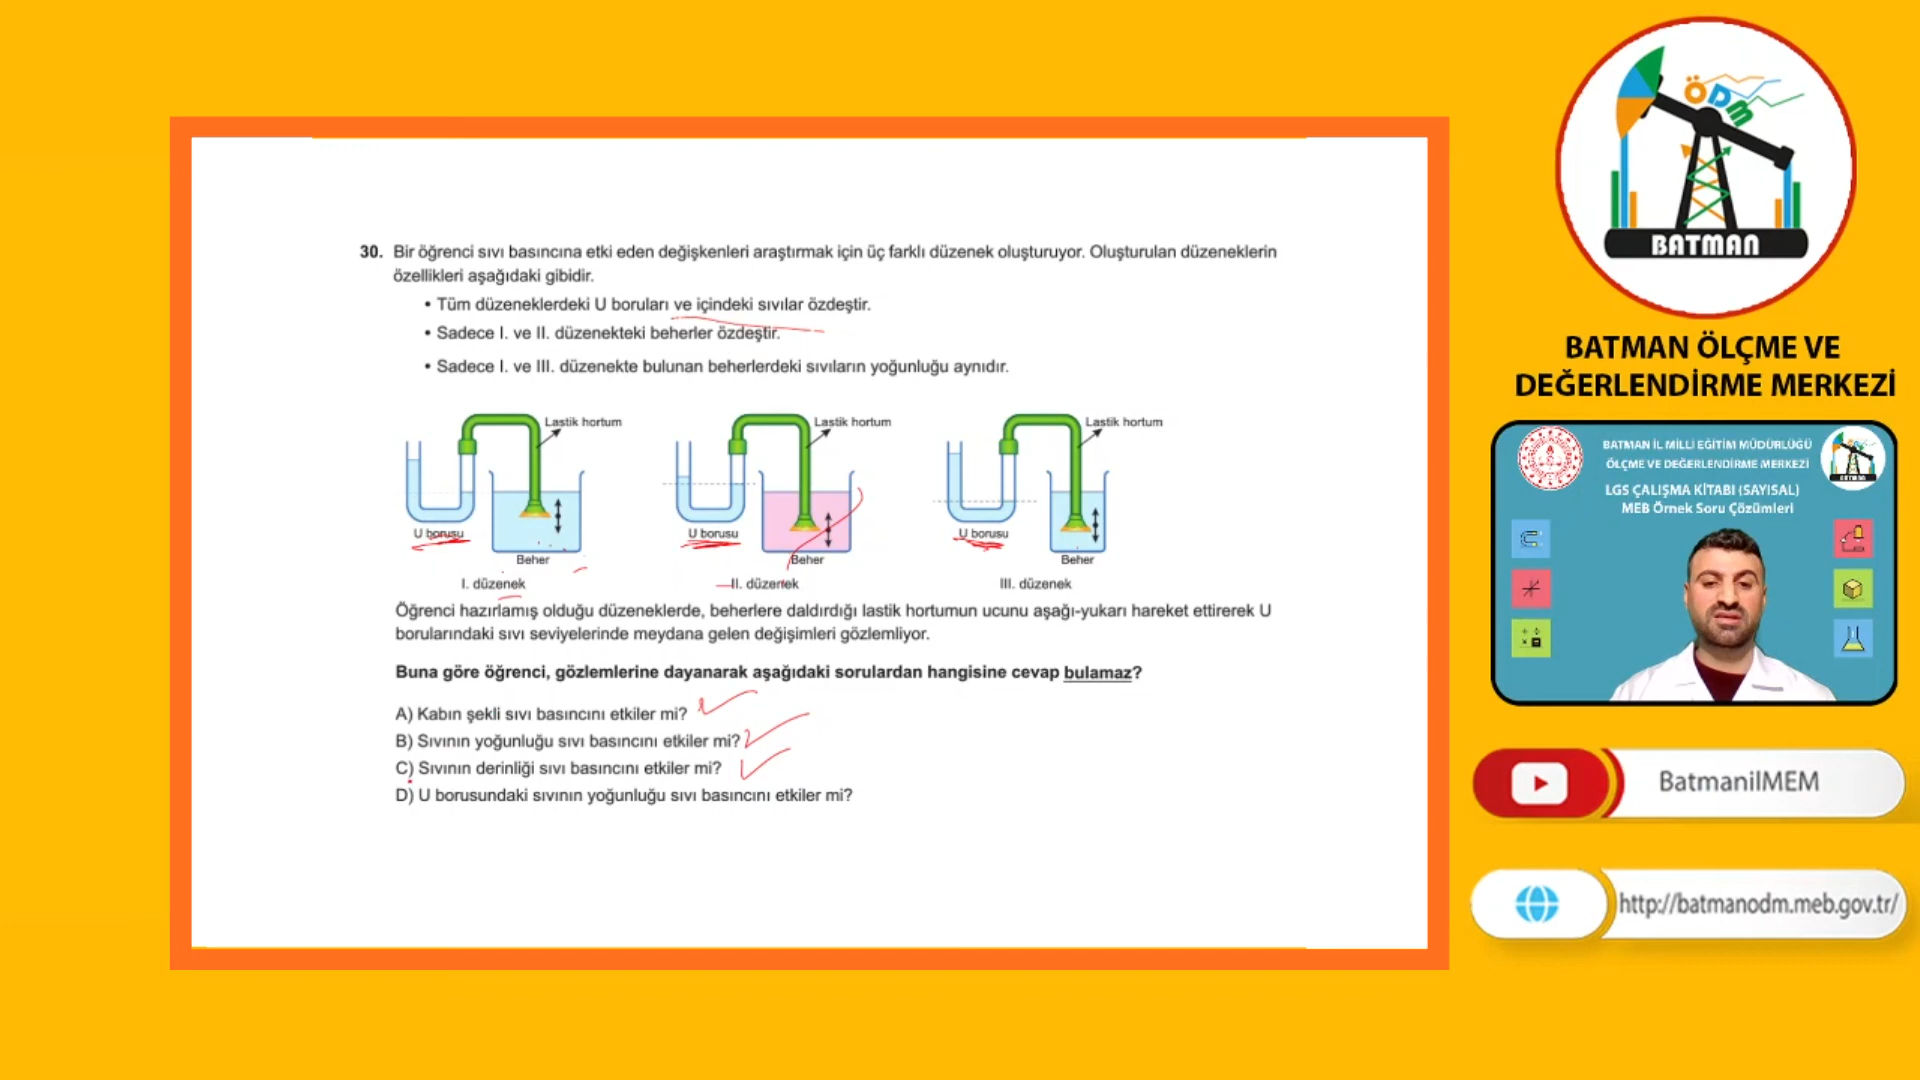 30. Bir öğrenci sıvı basıncına etki eden değişkenleri araştırmak için üç farklı düzenek oluşturuyor. Oluşturulan düzeneklerin
özellikleri aşağıdaki gibidir.
• Tüm düzeneklerdeki U boruları ve içindeki sıvılar özdeştir.
• Sadece I. ve II. düzenekteki beherler özdeştir.
• Sadece I. ve III. düzenekte bulunan beherlerdeki sıvıların yoğunluğu aynıdır.
Lastik hortum
U borusu
Beher
I. düzenek
Lastik hortum
U borusu
Beher
II. düzenek
Lastik hortum
U borusu
Beher
III. düzenek
Öğrenci hazırlamış olduğu düzeneklerde, beherlere daldırdığı lastik hortumun ucunu aşağı-yukarı hareket ettirerek U
borularındaki sıvı seviyelerinde meydana gelen değişimleri gözlemliyor.
Buna göre öğrenci, gözlemlerine dayanarak aşağıdaki sorulardan hangisine cevap bulamaz?
A) Kabın şekli sıvı basıncını etkiler mi?
B) Sıvının yoğunluğu sıvı basıncını etkiler mi?
C) Sıvının derinliği sıvı basıncını etkiler mi?
D) U borusundaki sıvının yoğunluğu sıvı basıncını etkiler mi?
ÖDM
BATMAN
BATMAN ÖLÇME VE
DEĞERLENDİRME MERKEZİ
BATMAN İL MİLLİ EĞİTİM MÜDÜRLÜĞÜ
ÖLÇME VE DEĞERLENDİRME MERKEZİ
LGS ÇALIŞMA KİTABI (SAYISAL)
MEB Örnek Soru Çözümleri
BatmanilMEM
http://batmanodm.meb.gov.tr/